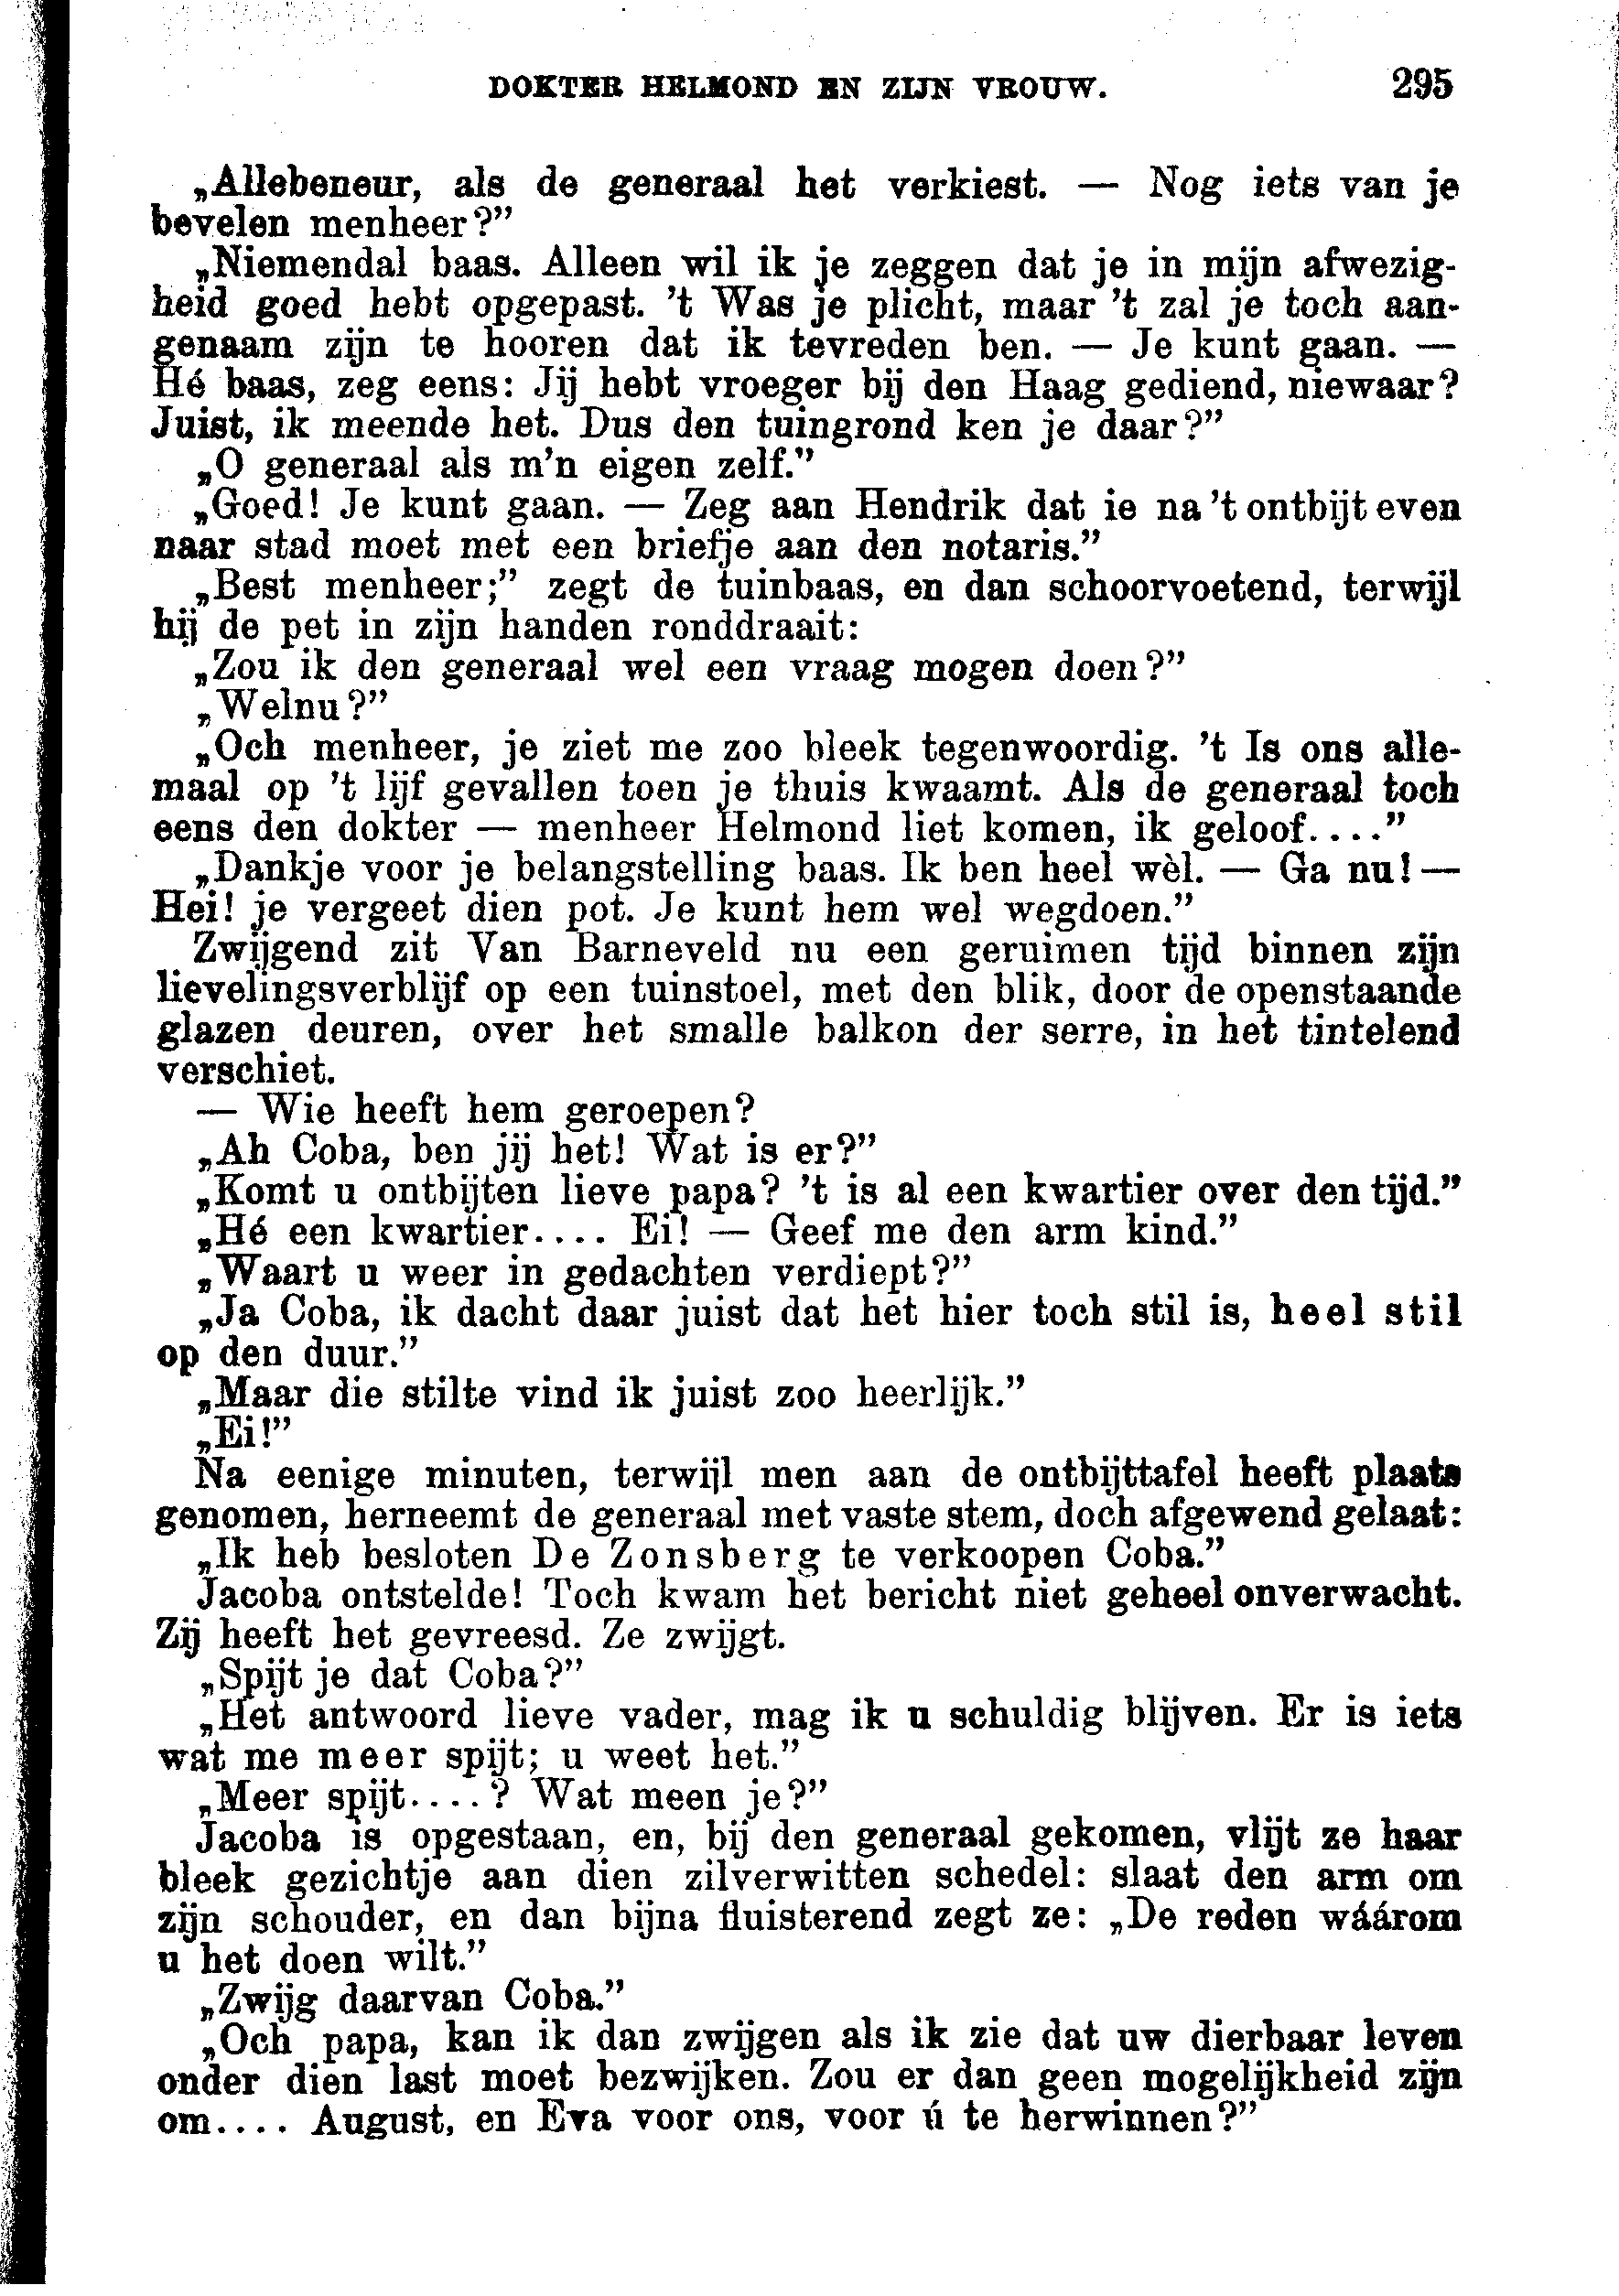 DOKTER HELMOND EN ZIJN VROUW. 295
„Allebeneur, als de generaal het verkiest. — Nog iets van je
bevelen menheer?”
„Niemendal baas. Alleen wil ik je zeggen dat je in mijn afwezig-
heid goed hebt opgepast. ’t Was je plicht, maar ’t zal je toch aan-
genaam zijn te hooren dat ik tevreden ben. — Je kunt gaan. —
Hé baas, zeg eens: Jij hebt vroeger bij den Haag gediend, niewaar?
Juist, ik meende het. Dus den tuingrond ken je daar?”
„O generaal als m’n eigen zelf.”
„Goed! Je kunt gaan. — Zeg aan Hendrik dat ie na ’t ontbijt even
naar stad moet met een briefje aan den notaris.”
„Best menheer;” zegt de tuinbaas, en dan schoorvoetend, terwijl
hij de pet in zijn handen ronddraait:
„Zou ik den generaal wel een vraag mogen doen?”
„Welnu?”
„Och menheer, je ziet me zoo bleek tegenwoordig. ’t Is ons alle-
maal op ’t lijf gevallen toen je thuis kwaamt. Als de generaal toch
eens den dokter — menheer Helmond liet komen, ik geloof....”
„Dankje voor je belangstelling baas. Ik ben heel wèl. — Ga nu! —
Hei! je vergeet dien pot. Je kunt hem wel wegdoen.”
Zwijgend zit Van Barneveld nu een geruimen tijd binnen zijn
lievelingsverblijf op een tuinstoel, met den blik, door de openstaande
glazen deuren, over het smalle balkon der serre, in het tintelend
verschiet.
— Wie heeft hem geroepen?
„Ah Coba, ben jij het! Wat is er?”
„Komt u ontbijten lieve papa? ’t is al een kwartier over den tijd.”
„Hé een kwartier.... Ei! — Geef me den arm kind.”
„Waart u weer in gedachten verdiept?”
„Ja Coba, ik dacht daar juist dat het hier toch stil is, heel stil
op den duur.”
„Maar die stilte vind ik juist zoo heerlijk.”
„Ei!”
Na eenige minuten, terwijl men aan de ontbijttafel heeft plaats
genomen, herneemt de generaal met vaste stem, doch afgewend gelaat:
„Ik heb besloten De Zonsberg te verkoopen Coba.”
Jacoba ontstelde! Toch kwam het bericht niet geheel onverwacht.
Zij heeft het gevreesd. Ze zwijgt.
„Spijt je dat Coba?”
„Het antwoord lieve vader, mag ik u schuldig blijven. Er is iets
wat me meer spijt; u weet het.”
„Meer spijt....? Wat meen je?”
Jacoba is opgestaan, en, bij den generaal gekomen, vlijt ze haar
bleek gezichtje aan dien zilverwitten schedel: slaat den arm om
zijn schouder, en dan bijna fluisterend zegt ze: „De reden wáárom
u het doen wilt.”
„Zwijg daarvan Coba.”
„Och papa, kan ik dan zwijgen als ik zie dat uw dierbaar leven
onder dien last moet bezwijken. Zou er dan geen mogelijkheid zijn
om.... August, en Eva voor ons, voor ú te herwinnen?”